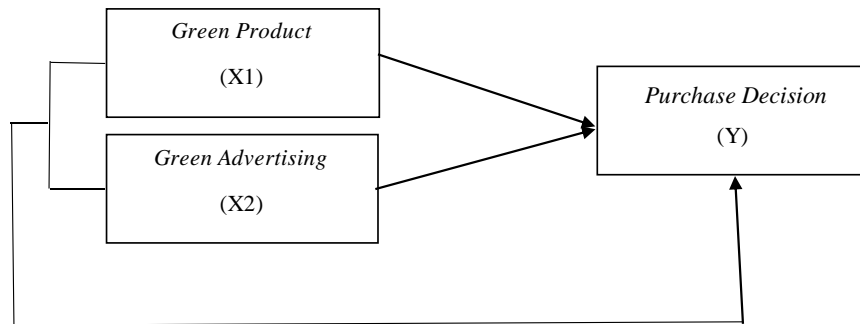 Green Product
(X1)
Green Advertising
(X2)
Purchase Decision
(Y)